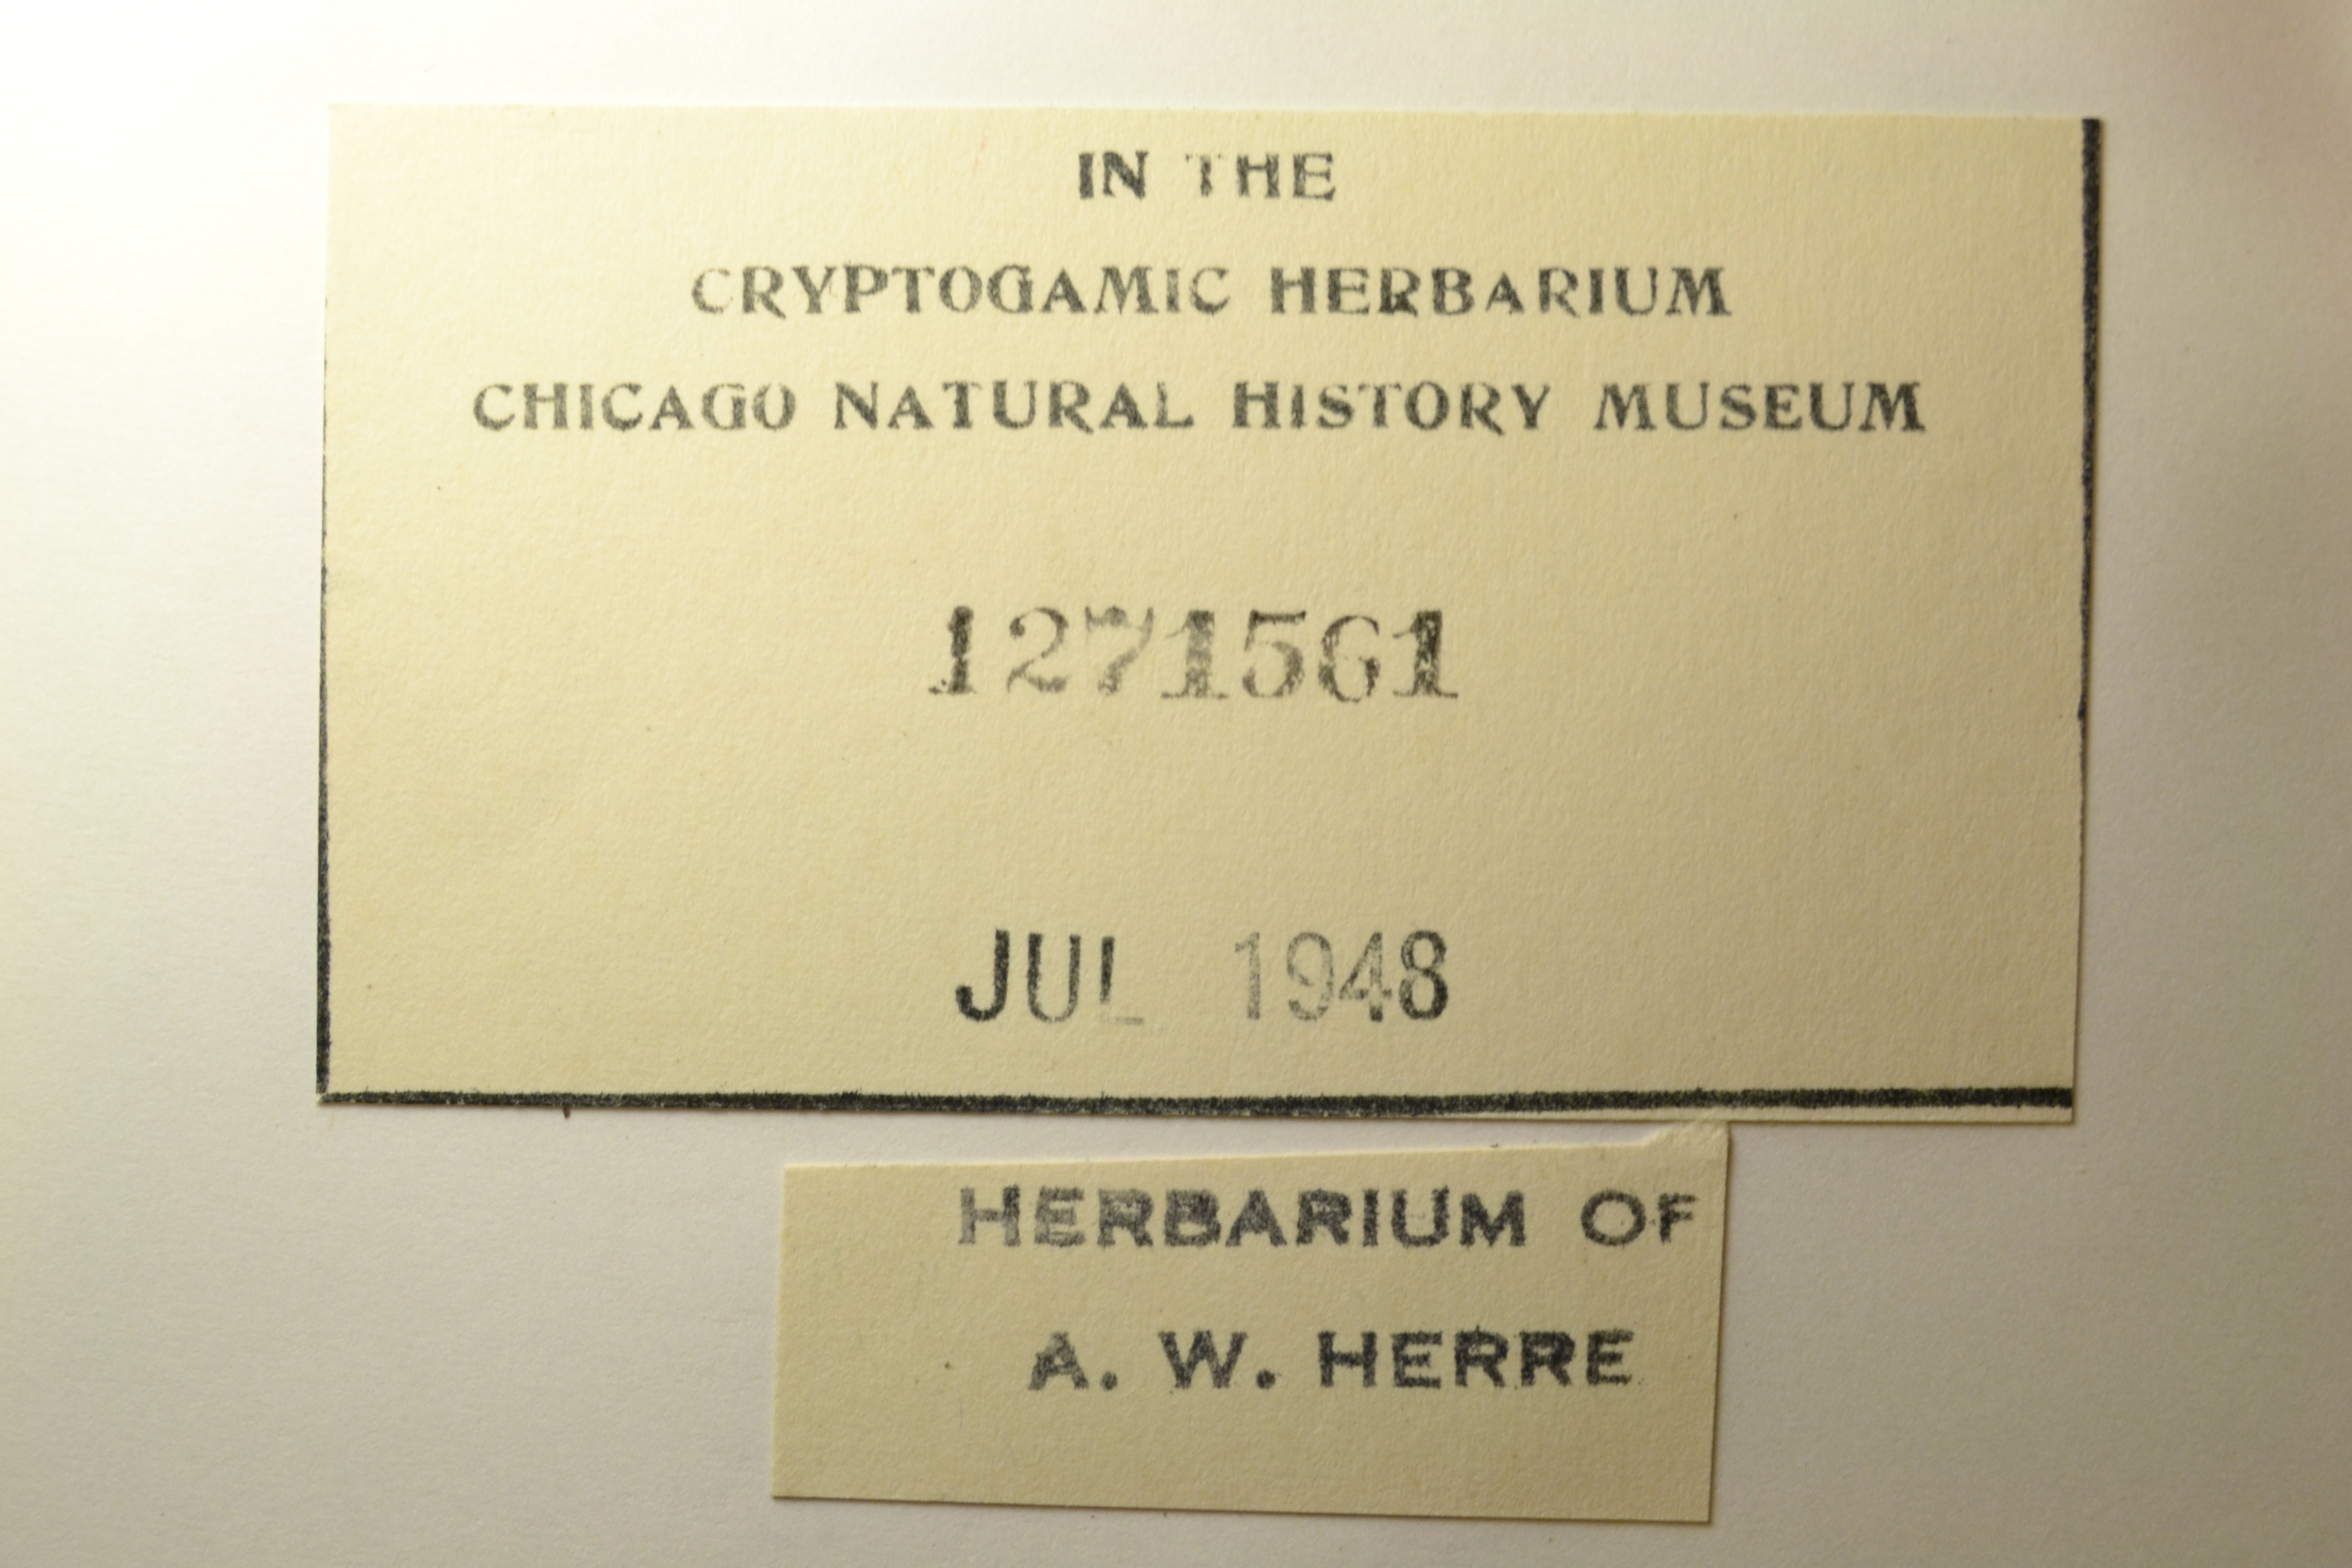 IN THE
CRYPTOGAMIC HERBARIUM
CHICAGO NATURAL HISTORY MUSEUM
1271561
JUL 1948
HERBARIUM OF
A. W. HERRE